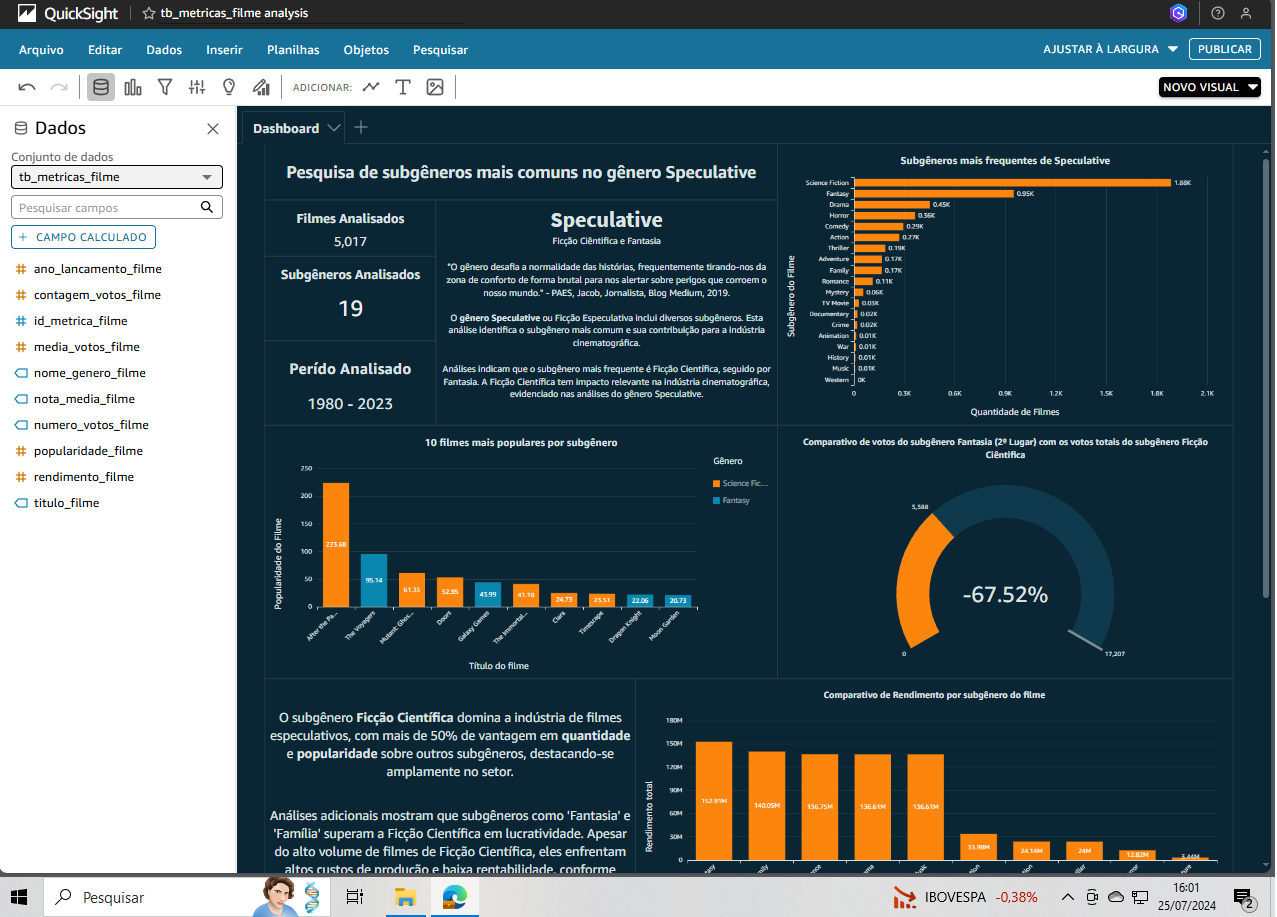 QuickSight
tb_metricas_filme analysis
Arquivo
Editar
Dados
Inserir
Planilhas
Objetos
Pesquisar
AJUSTAR À LARGURA
PUBLICAR
ADICIONAR:
NOVO VISUAL
Dados
Conjunto de dados
tb_metricas_filme
Pesquisar campos
CAMPO CALCULADO
ano_lancamento_filme
contagem_votos_filme
id_metrica_filme
media_votos_filme
nome_genero_filme
nota_media_filme
numero_votos_filme
popularidade_filme
rendimento_filme
titulo_filme
Dashboard
Pesquisa de subgêneros mais comuns no gênero Speculative
Filmes Analisados
5,017
Subgêneros Analisados
19
Perído Analisado
1980 - 2023
Speculative
Ficção Ciêntifica e Fantasia
"O gênero desafia a normalidade das histórias, frequentemente tirando-nos da
zona de conforto de forma brutal para nos alertar sobre perigos que corroem o
nosso mundo." - PAES, Jacob, Jornalista, Blog Medium, 2019.
O gênero Speculative ou Ficção Especulativa inclui diversos subgêneros. Esta
análise identifica o subgênero mais comum e sua contribuição para a indústria
cinematográfica.
Análises indicam que o subgênero mais frequente é Ficção Científica, seguido por
Fantasia. A Ficção Científica tem impacto relevante na indústria cinematográfica,
evidenciado nas análises do gênero Speculative.
Subgêneros mais frequentes de Speculative
Subgênero do Filme
Science Fiction 1.88K
Fantasy 0.95K
Drama 0.45K
Horror 0.36K
Comedy 0.29K
Action 0.27K
Thriller 0.19K
Adventure 0.17K
Family 0.17K
Romance 0.11K
Mystery 0.06K
TV Movie 0.05K
Documentary 0.02K
Crime 0.02K
Animation 0.01K
War 0.01K
History 0.01K
Music 0.01K
Western 0K
0 0.3K 0.6K 0.9K 1.2K 1.5K 1.8K 2.1K
Quantidade de Filmes
10 filmes mais populares por subgênero
Popularidade do Filme
250
200
150
100
50
0
223.68
95.14
61.35
52.95
43.99
41.18
24.73
23.51
22.06
20.73
After the Pa...
The Voyagers
Mutant: Ghos...
Doors
Galaxy Games
The Immortal...
Clara
Timescape
Dragon Knight
Moon Garden
Título do filme
Gênero
Science Fic...
Fantasy
Comparativo de votos do subgênero Fantasia (2º Lugar) com os votos totais do subgênero Ficção
Ciêntifica
5,588
-67.52%
0
17,207
O subgênero Ficção Científica domina a indústria de filmes
especulativos, com mais de 50% de vantagem em quantidade
e popularidade sobre outros subgêneros, destacando-se
amplamente no setor.
Análises adicionais mostram que subgêneros como 'Fantasia' e
'Família' superam a Ficção Científica em lucratividade. Apesar
do alto volume de filmes de Ficção Científica, eles enfrentam
altos custos de produção e baixa rentabilidade, conforme
Comparativo de Rendimento por subgênero do filme
Rendimento total
180M
150M
120M
90M
60M
30M
0
152.91M
140.05M
136.75M
136.61M
136.61M
33.98M
24.14M
24M
12.82M
3.44M
Pesquisar
IBOVESPA -0,38%
16:01
25/07/2024
2